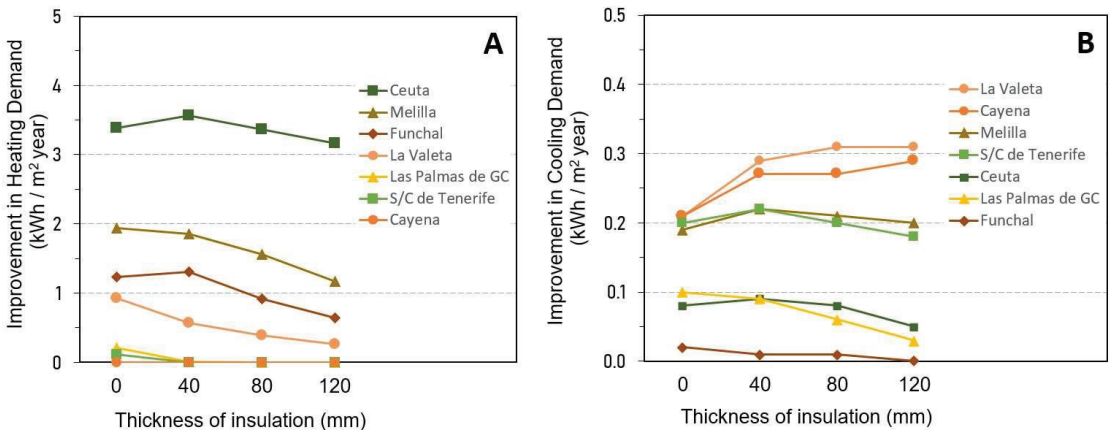 A
Improvement in Heating Demand
(kWh / m² year)
5
4
3
2
1
0
0 40 80 120
Thickness of insulation (mm)
Ceuta
Melilla
Funchal
La Valeta
Las Palmas de GC
S/C de Tenerife
Cayena
B
Improvement in Cooling Demand
(kWh / m² year)
0.5
0.4
0.3
0.2
0.1
0.0
0 40 80 120
Thickness of insulation (mm)
La Valeta
Cayena
Melilla
S/C de Tenerife
Ceuta
Las Palmas de GC
Funchal